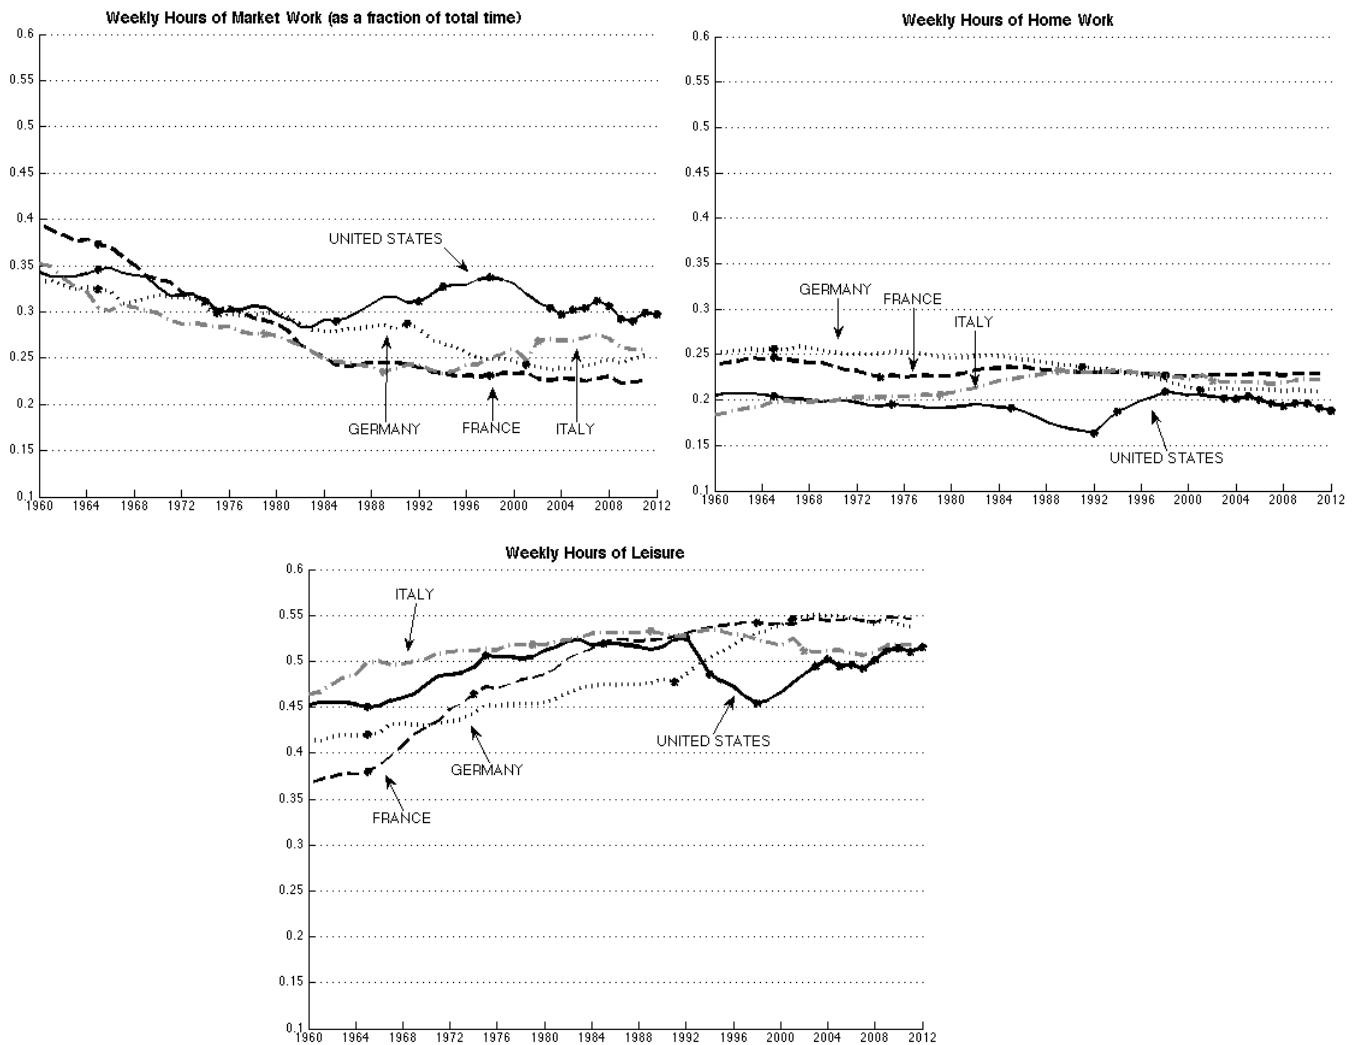 Weekly Hours of Market Work (as a fraction of total time)
0.6
0.55
0.5
0.45
0.4
0.35
0.3
0.25
0.2
0.15
0.1
UNITED STATES
GERMANY FRANCE ITALY
1960 1964 1968 1972 1976 1980 1984 1988 1992 1996 2000 2004 2008 2012
Weekly Hours of Home Work
0.6
0.55
0.5
0.45
0.4
0.35
0.3
0.25
0.2
0.15
0.1
GERMANY FRANCE
ITALY
UNITED STATES
1960 1964 1968 1972 1976 1980 1984 1988 1992 1996 2000 2004 2008 2012
Weekly Hours of Leisure
0.6
0.55
0.5
0.45
0.4
0.35
0.3
0.25
0.2
0.15
0.1
ITALY
UNITED STATES
GERMANY
FRANCE
1960 1964 1968 1972 1976 1980 1984 1988 1992 1996 2000 2004 2008 2012